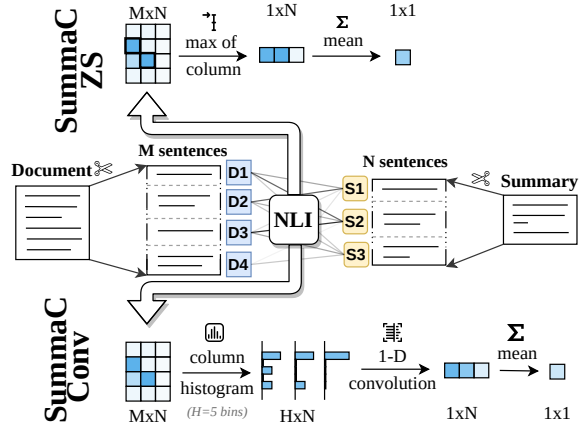 SummaC
ZS
MxN
max of
column
1xN
Σ
mean
1x1
Document
M sentences
D1
D2
D3
D4
NLI
N sentences
S1
S2
S3
Summary
SummaC
Conv
MxN
column
histogram
(H=5 bins)
HxN
1-D
convolution
1xN
Σ
mean
1x1